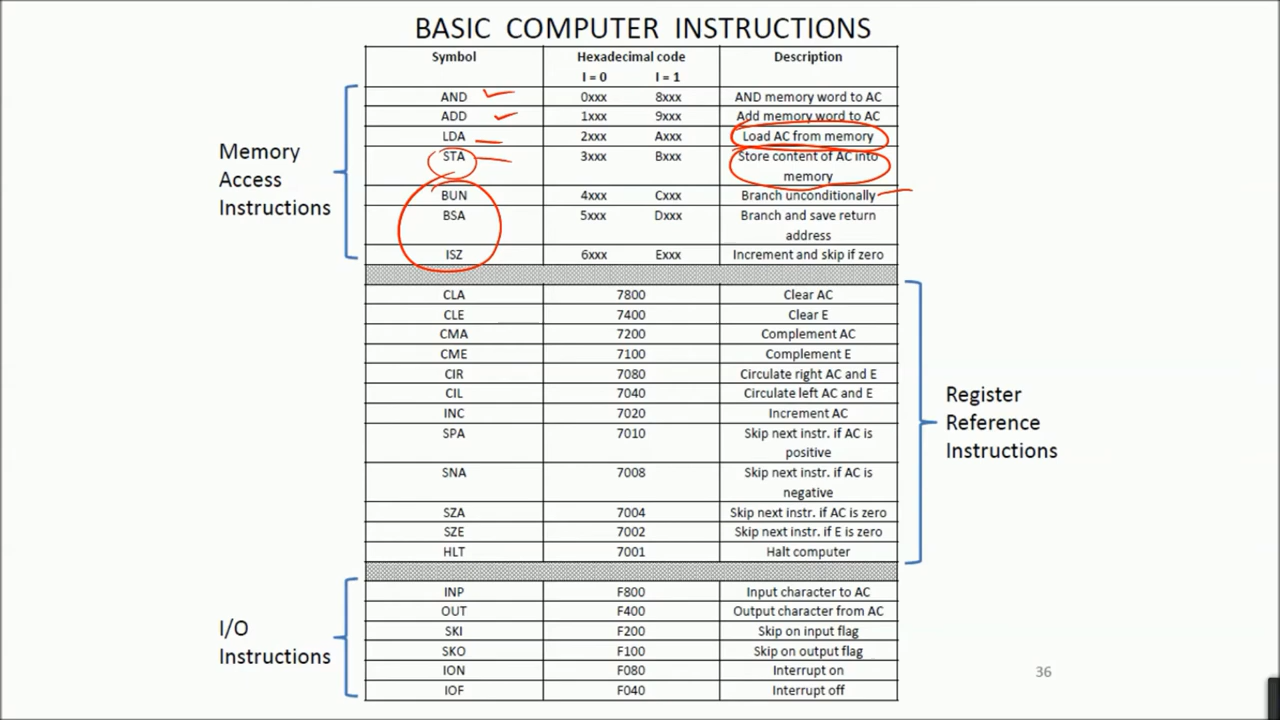 BASIC COMPUTER INSTRUCTIONS
Symbol Hexadecimal code Description
I = 0 I = 1
AND 0xxx 8xxx AND memory word to AC
ADD 1xxx 9xxx Add memory word to AC
LDA 2xxx Axxx Load AC from memory
STA 3xxx Bxxx Store content of AC into
memory
BUN 4xxx Cxxx Branch unconditionally
BSA 5xxx Dxxx Branch and save return
address
ISZ 6xxx Exxx Increment and skip if zero
Memory
Access
Instructions
CLA 7800 Clear AC
CLE 7400 Clear E
CMA 7200 Complement AC
CME 7100 Complement E
CIR 7080 Circulate right AC and E
CIL 7040 Circulate left AC and E
INC 7020 Increment AC
SPA 7010 Skip next instr. if AC is
positive
SNA 7008 Skip next instr. if AC is
negative
SZA 7004 Skip next instr. if AC is zero
SZE 7002 Skip next instr. if E is zero
HLT 7001 Halt computer
Register
Reference
Instructions
INP F800 Input character to AC
OUT F400 Output character from AC
SKI F200 Skip on input flag
SKO F100 Skip on output flag
ION F080 Interrupt on
IOF F040 Interrupt off
I/O
Instructions
36